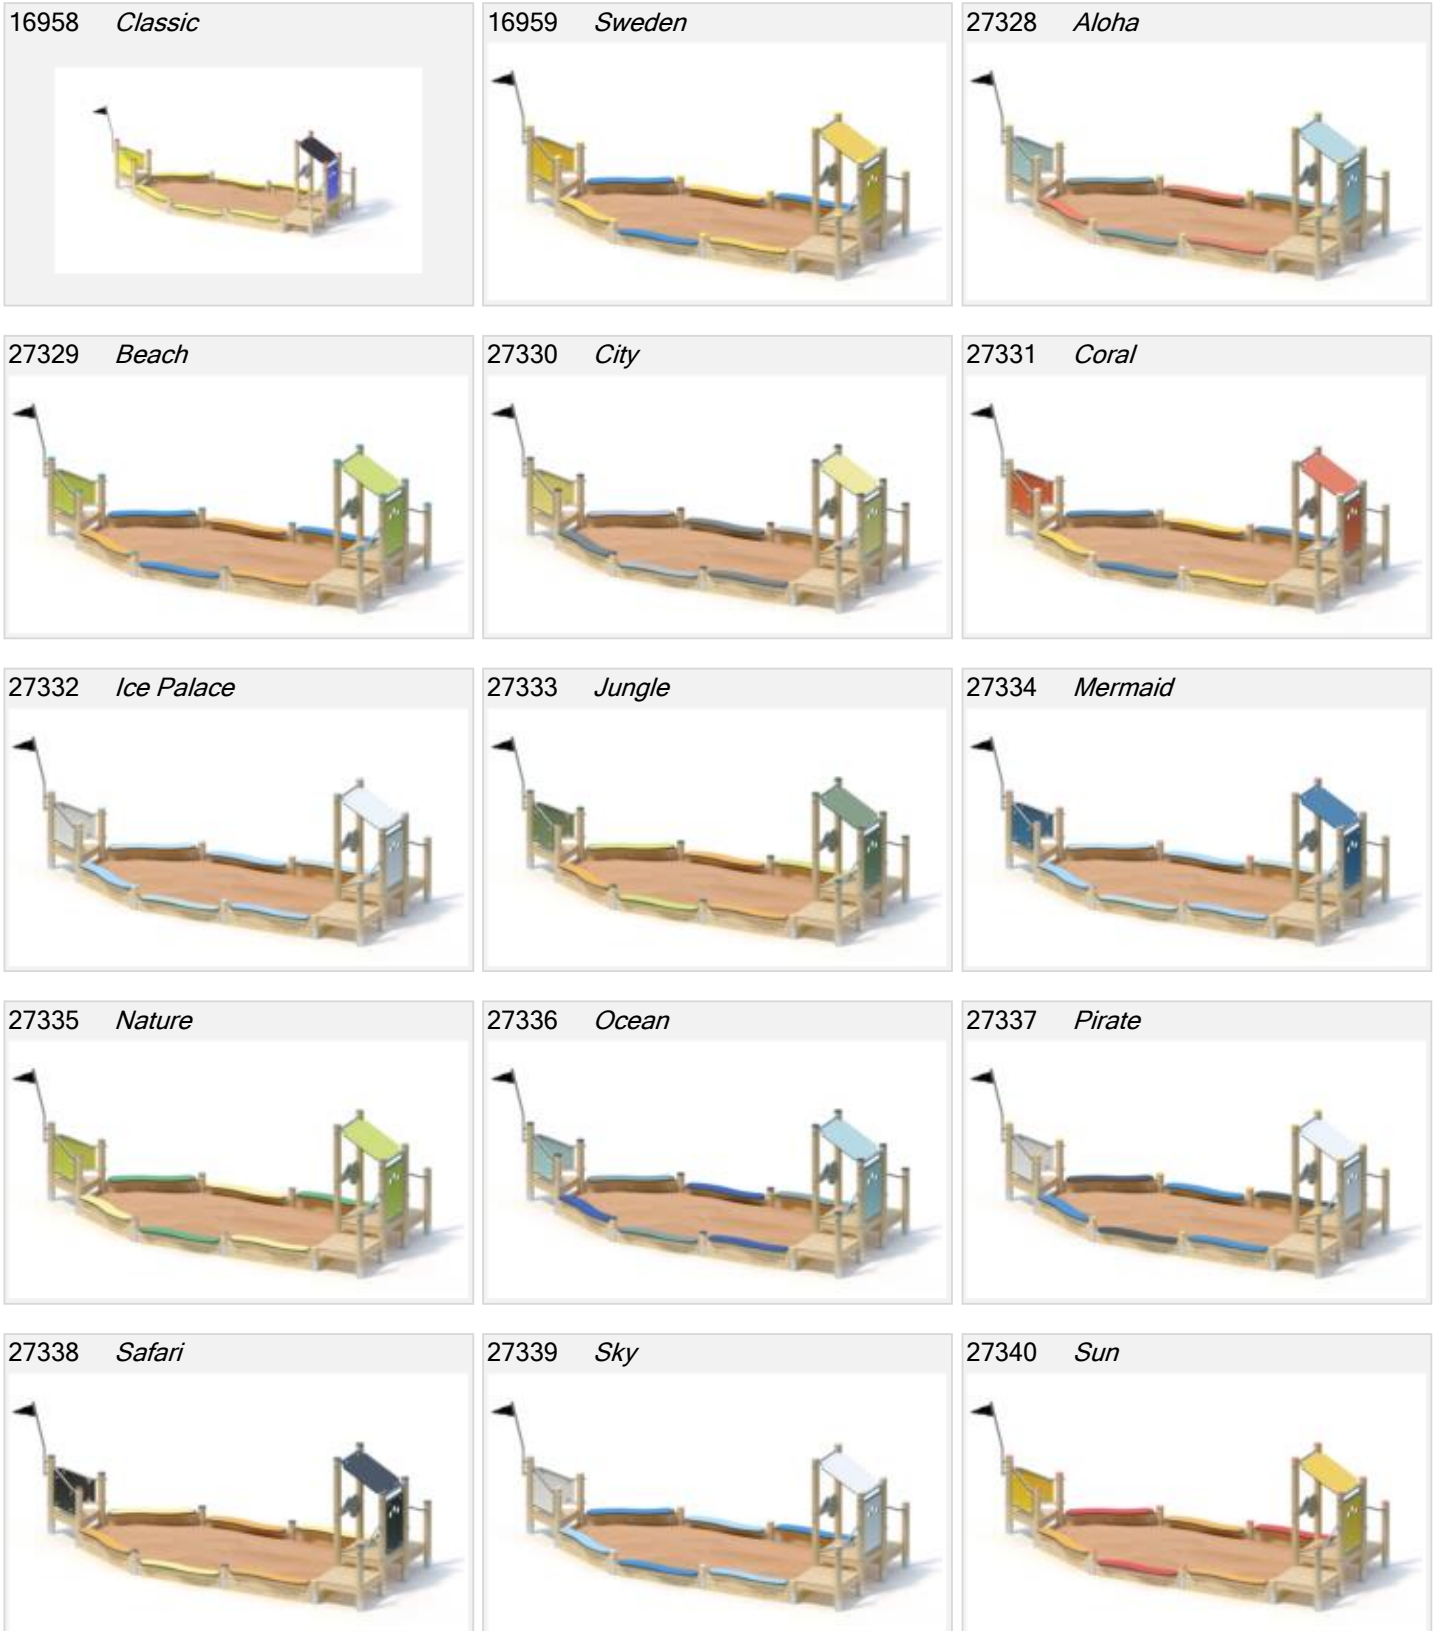 16958 Classic
16959 Sweden
27328 Aloha
27329 Beach
27330 City
27331 Coral
27332 Ice Palace
27333 Jungle
27334 Mermaid
27335 Nature
27336 Ocean
27337 Pirate
27338 Safari
27339 Sky
27340 Sun